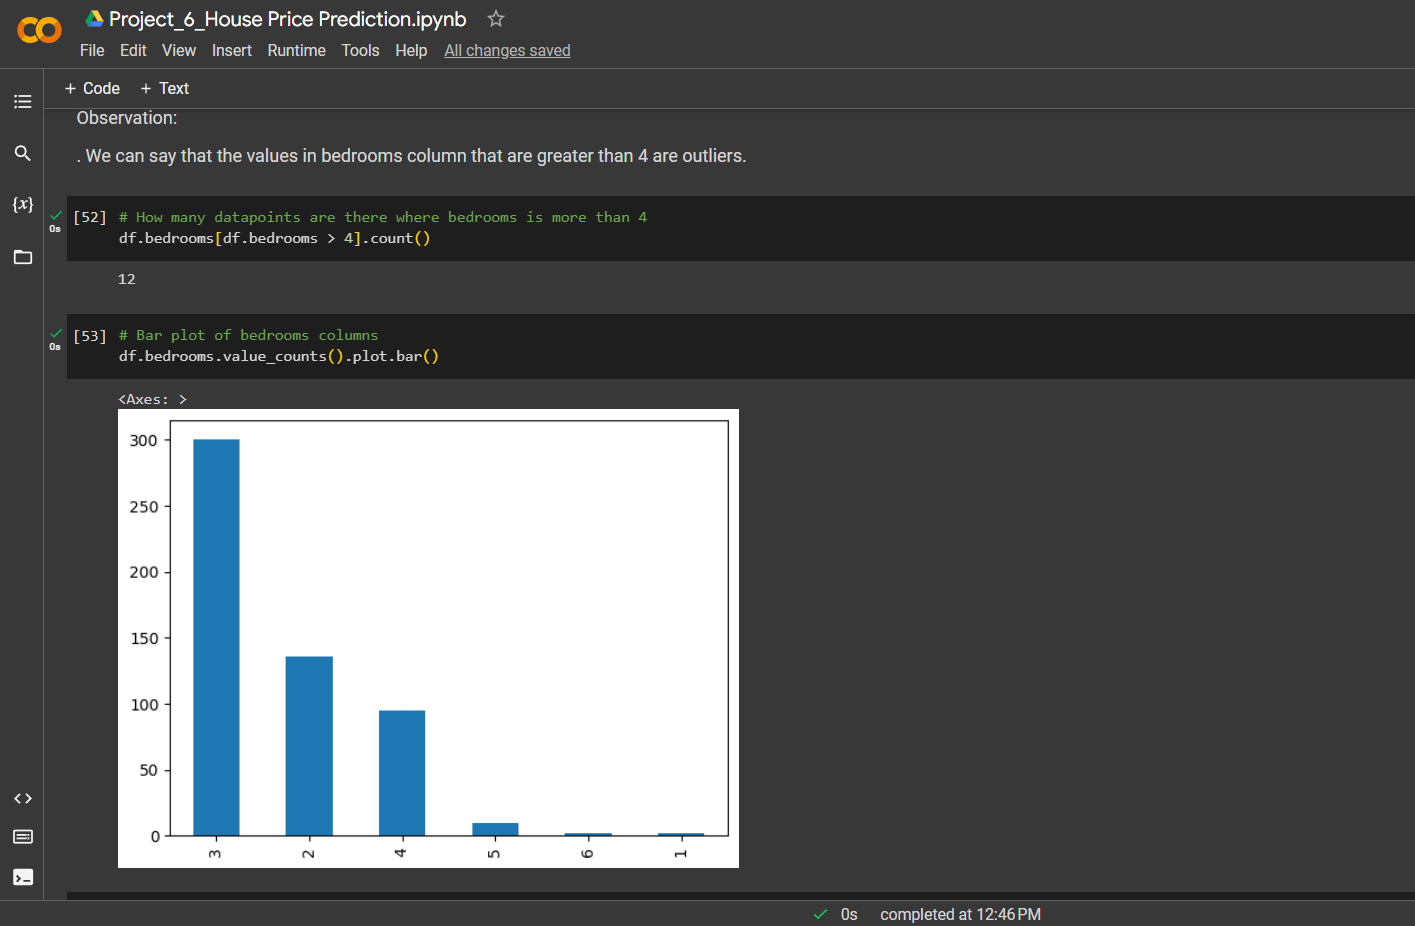 Project_6_House Price Prediction.ipynb
File Edit View Insert Runtime Tools Help All changes saved
+ Code + Text
Observation:
. We can say that the values in bedrooms column that are greater than 4 are outliers.
{x}
[52] # How many datapoints are there where bedrooms is more than 4
0s
df.bedrooms[df.bedrooms > 4].count()
12
[53] # Bar plot of bedrooms columns
0s
df.bedrooms.value_counts().plot.bar()
<Axes: >
300
250
200
150
100
50
0
3 2 4 5 6 1
0s completed at 12:46 PM